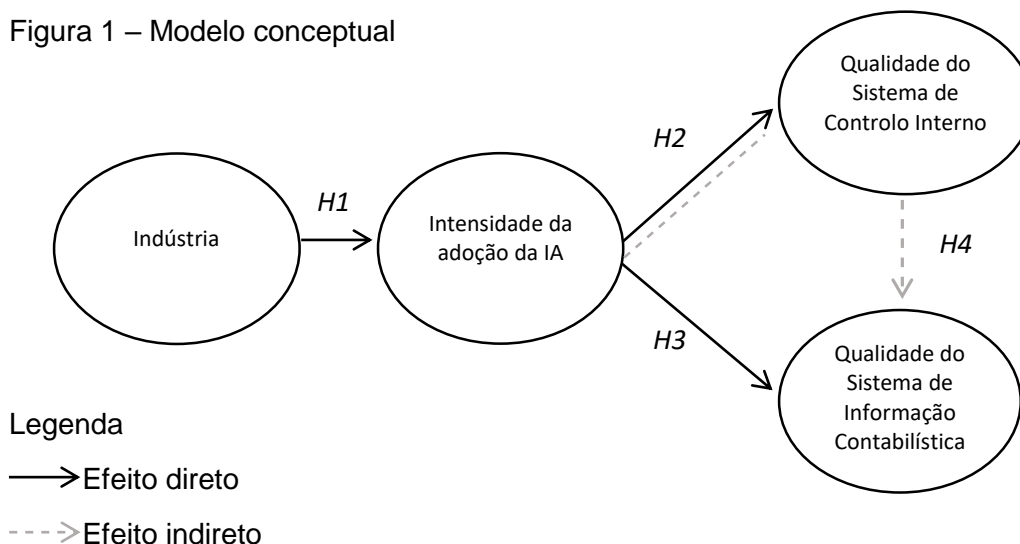 Figura 1 – Modelo conceptual
Qualidade do
Sistema de
Controlo Interno
H2
H1
Indústria
Intensidade da
adoção da IA
H4
H3
Qualidade do
Sistema de
Informação
Contabilística
Legenda
Efeito direto
Efeito indireto